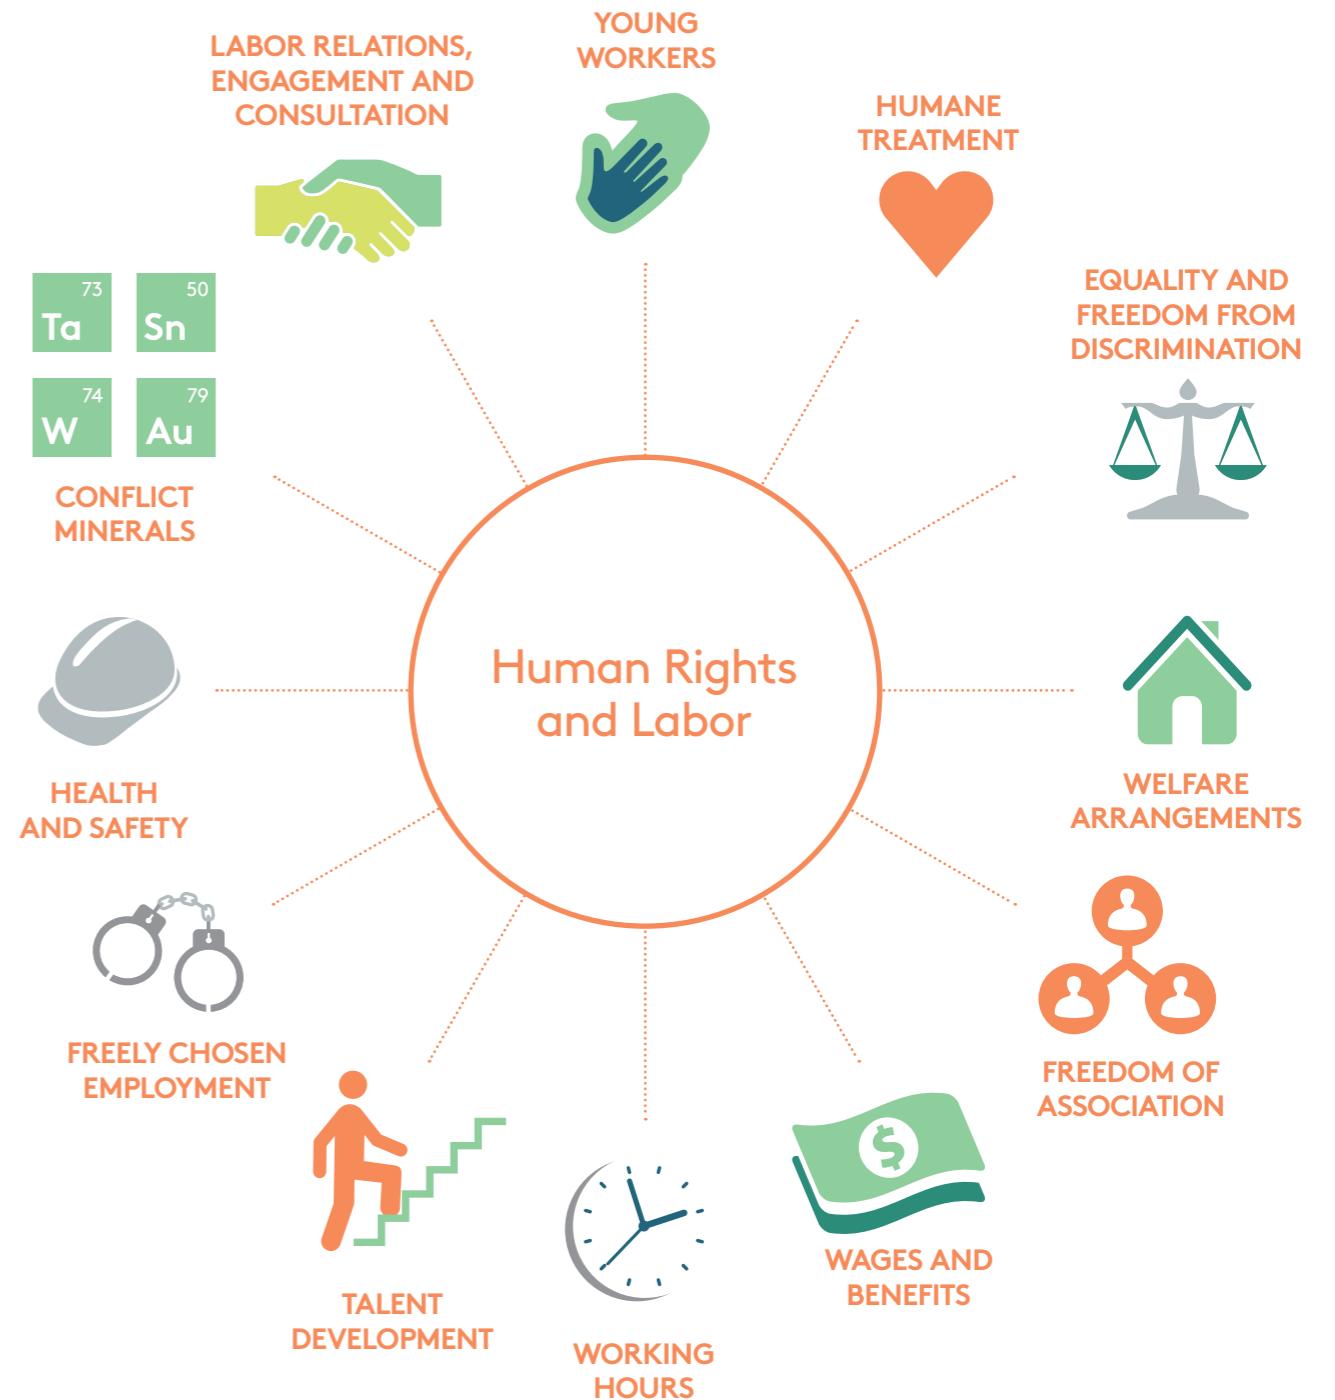 YOUNG
WORKERS
LABOR RELATIONS,
ENGAGEMENT AND
CONSULTATION
HUMANE
TREATMENT
EQUALITY AND
FREEDOM FROM
DISCRIMINATION
73
Ta
50
Sn
74
W
79
Au
CONFLICT
MINERALS
Human Rights
and Labor
HEALTH
AND SAFETY
WELFARE
ARRANGEMENTS
FREELY CHOSEN
EMPLOYMENT
FREEDOM OF
ASSOCIATION
$
WAGES AND
BENEFITS
TALENT
DEVELOPMENT
WORKING
HOURS